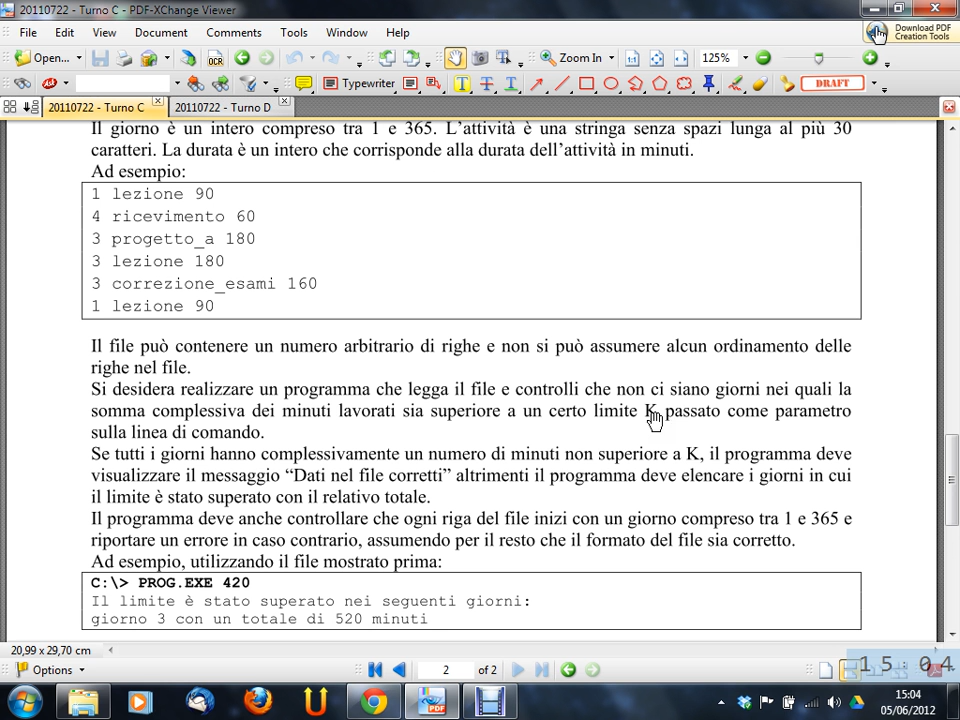 20110722 - Turno C - PDF-XChange Viewer
File Edit View Document Comments Tools Window Help
Download PDF
Creation Tools
Open... OCR Zoom In 125%
Typewriter DRAFT
20110722 - Turno C 20110722 - Turno D
Il giorno è un intero compreso tra 1 e 365. L'attività è una stringa senza spazi lunga al più 30
caratteri. La durata è un intero che corrisponde alla durata dell'attività in minuti.
Ad esempio:
1 lezione 90
4 ricevimento 60
3 progetto_a 180
3 lezione 180
3 correzione_esami 160
1 lezione 90
Il file può contenere un numero arbitrario di righe e non si può assumere alcun ordinamento delle
righe nel file.
Si desidera realizzare un programma che legga il file e controlli che non ci siano giorni nei quali la
somma complessiva dei minuti lavorati sia superiore a un certo limite K passato come parametro
sulla linea di comando.
Se tutti i giorni hanno complessivamente un numero di minuti non superiore a K, il programma deve
visualizzare il messaggio “Dati nel file corretti” altrimenti il programma deve elencare i giorni in cui
il limite è stato superato con il relativo totale.
Il programma deve anche controllare che ogni riga del file inizi con un giorno compreso tra 1 e 365 e
riportare un errore in caso contrario, assumendo per il resto che il formato del file sia corretto.
Ad esempio, utilizzando il file mostrato prima:
C:\> PROG.EXE 420
Il limite è stato superato nei seguenti giorni:
giorno 3 con un totale di 520 minuti
20,99 x 29,70 cm
Options 2 of 2 15 04
15:04
05/06/2012